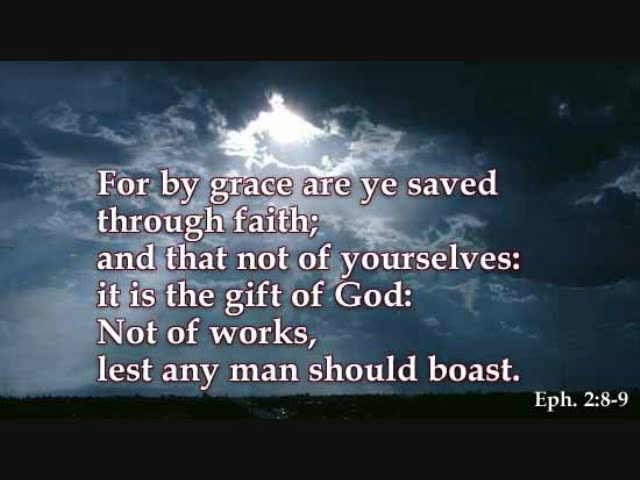 For by grace are ye saved
through faith;
and that not of yourselves:
it is the gift of God:
Not of works,
lest any man should boast.
Eph. 2:8-9